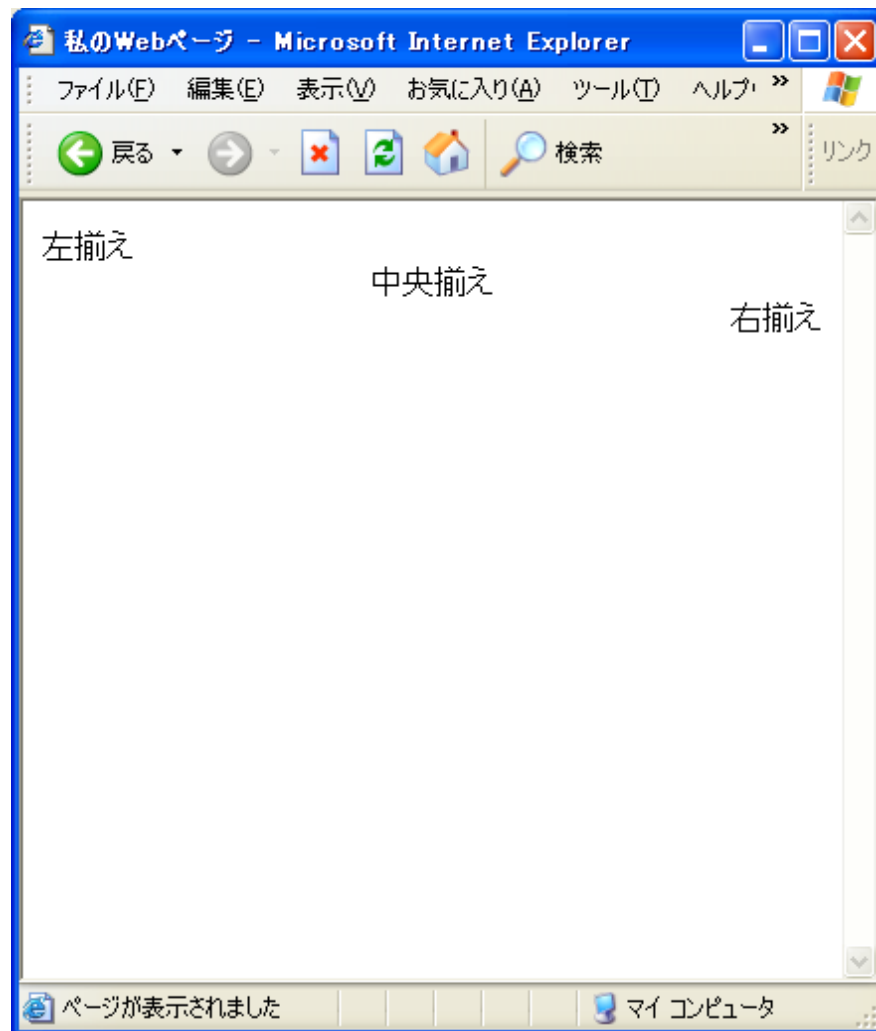 私のWebページ - Microsoft Internet Explorer
ファイル(F) 編集(E) 表示(V) お気に入り(A) ツール(T) ヘルプ »
戻る 検索 » リンク
左揃え
中央揃え
右揃え
ページが表示されました マイ コンピュータ